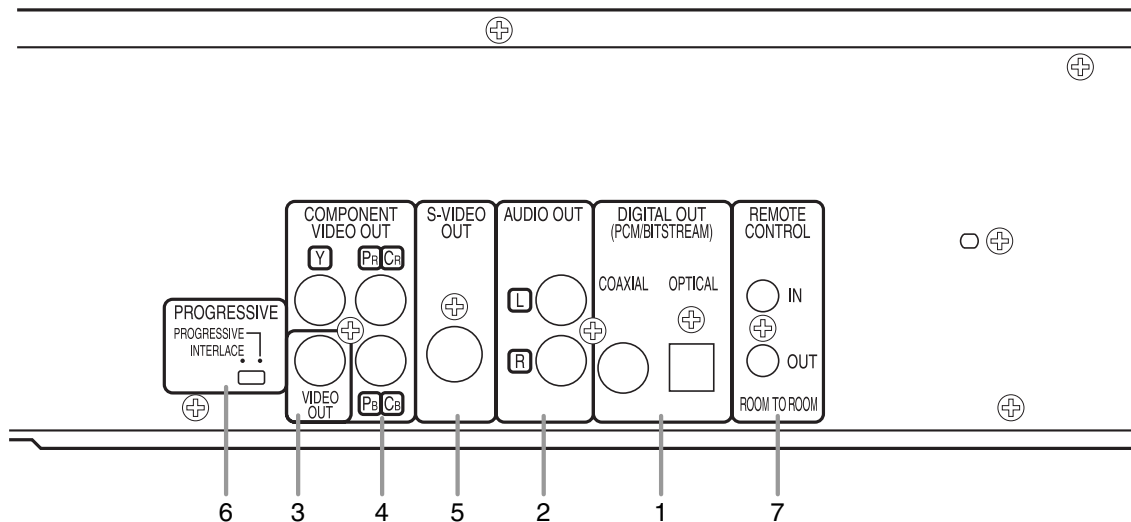 COMPONENT
VIDEO OUT
Y
PR CR
VIDEO
OUT
PB CB
S-VIDEO
OUT
AUDIO OUT
L
R
DIGITAL OUT
(PCM/BITSTREAM)
COAXIAL
OPTICAL
REMOTE
CONTROL
IN
OUT
ROOM TO ROOM
PROGRESSIVE
PROGRESSIVE
INTERLACE
6 3 4 5 2 1 7